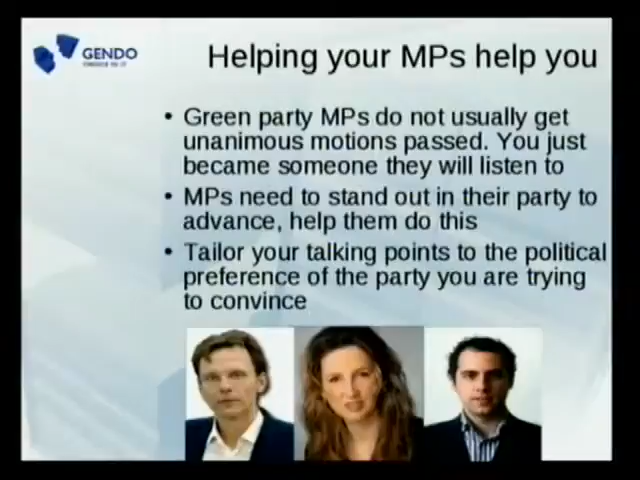 GENDO
Helping your MPs help you
• Green party MPs do not usually get
unanimous motions passed. You just
became someone they will listen to
• MPs need to stand out in their party to
advance, help them do this
• Tailor your talking points to the political
preference of the party you are trying
to convince